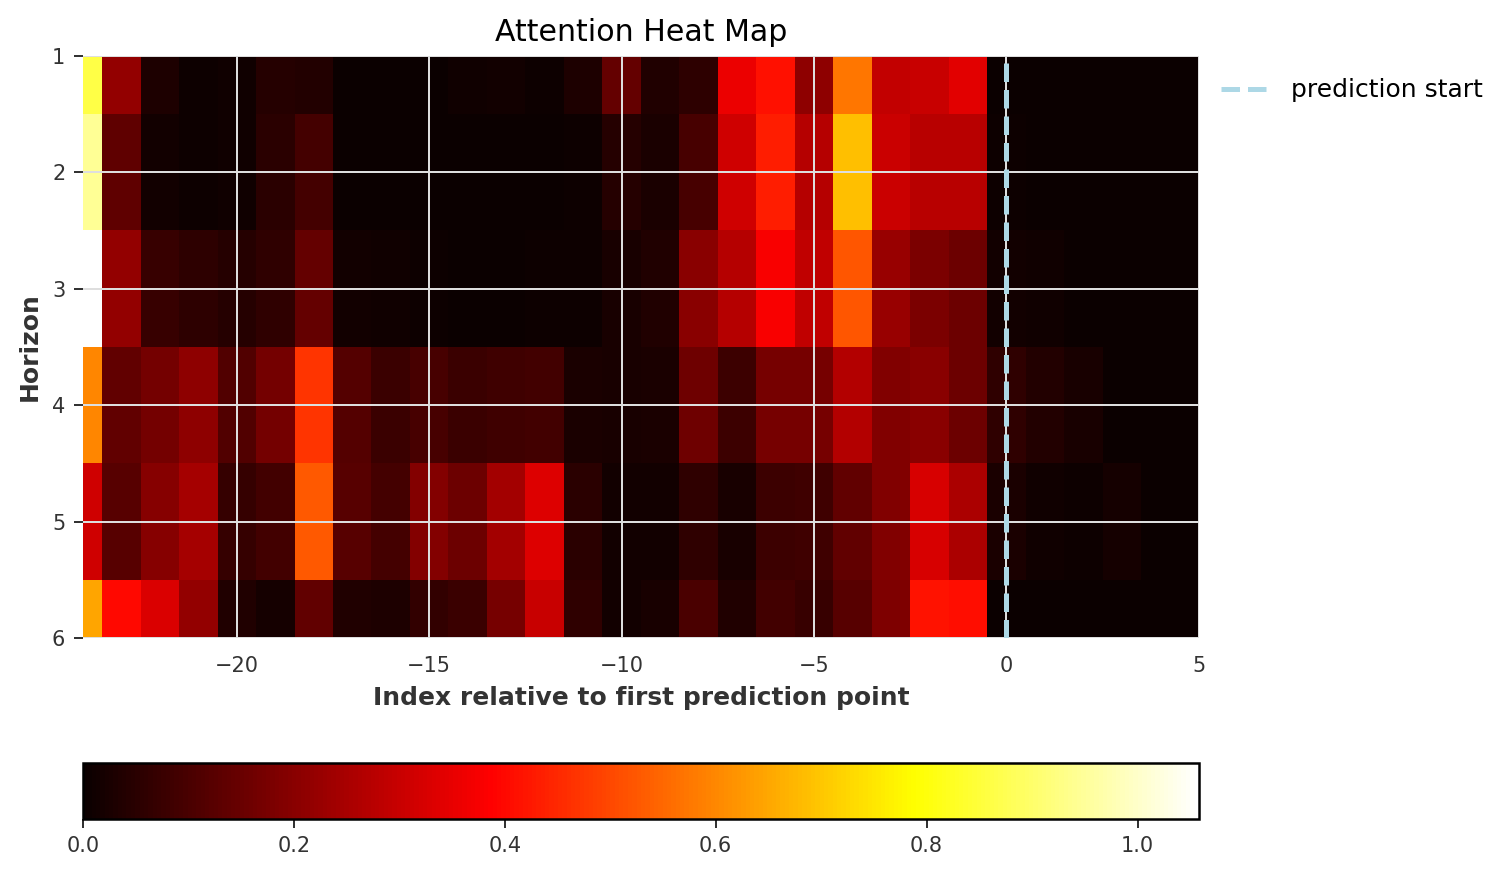 Attention Heat Map
prediction start
Horizon
1
2
3
4
5
6
−20 −15 −10 −5 0 5
Index relative to first prediction point
0.0 0.2 0.4 0.6 0.8 1.0